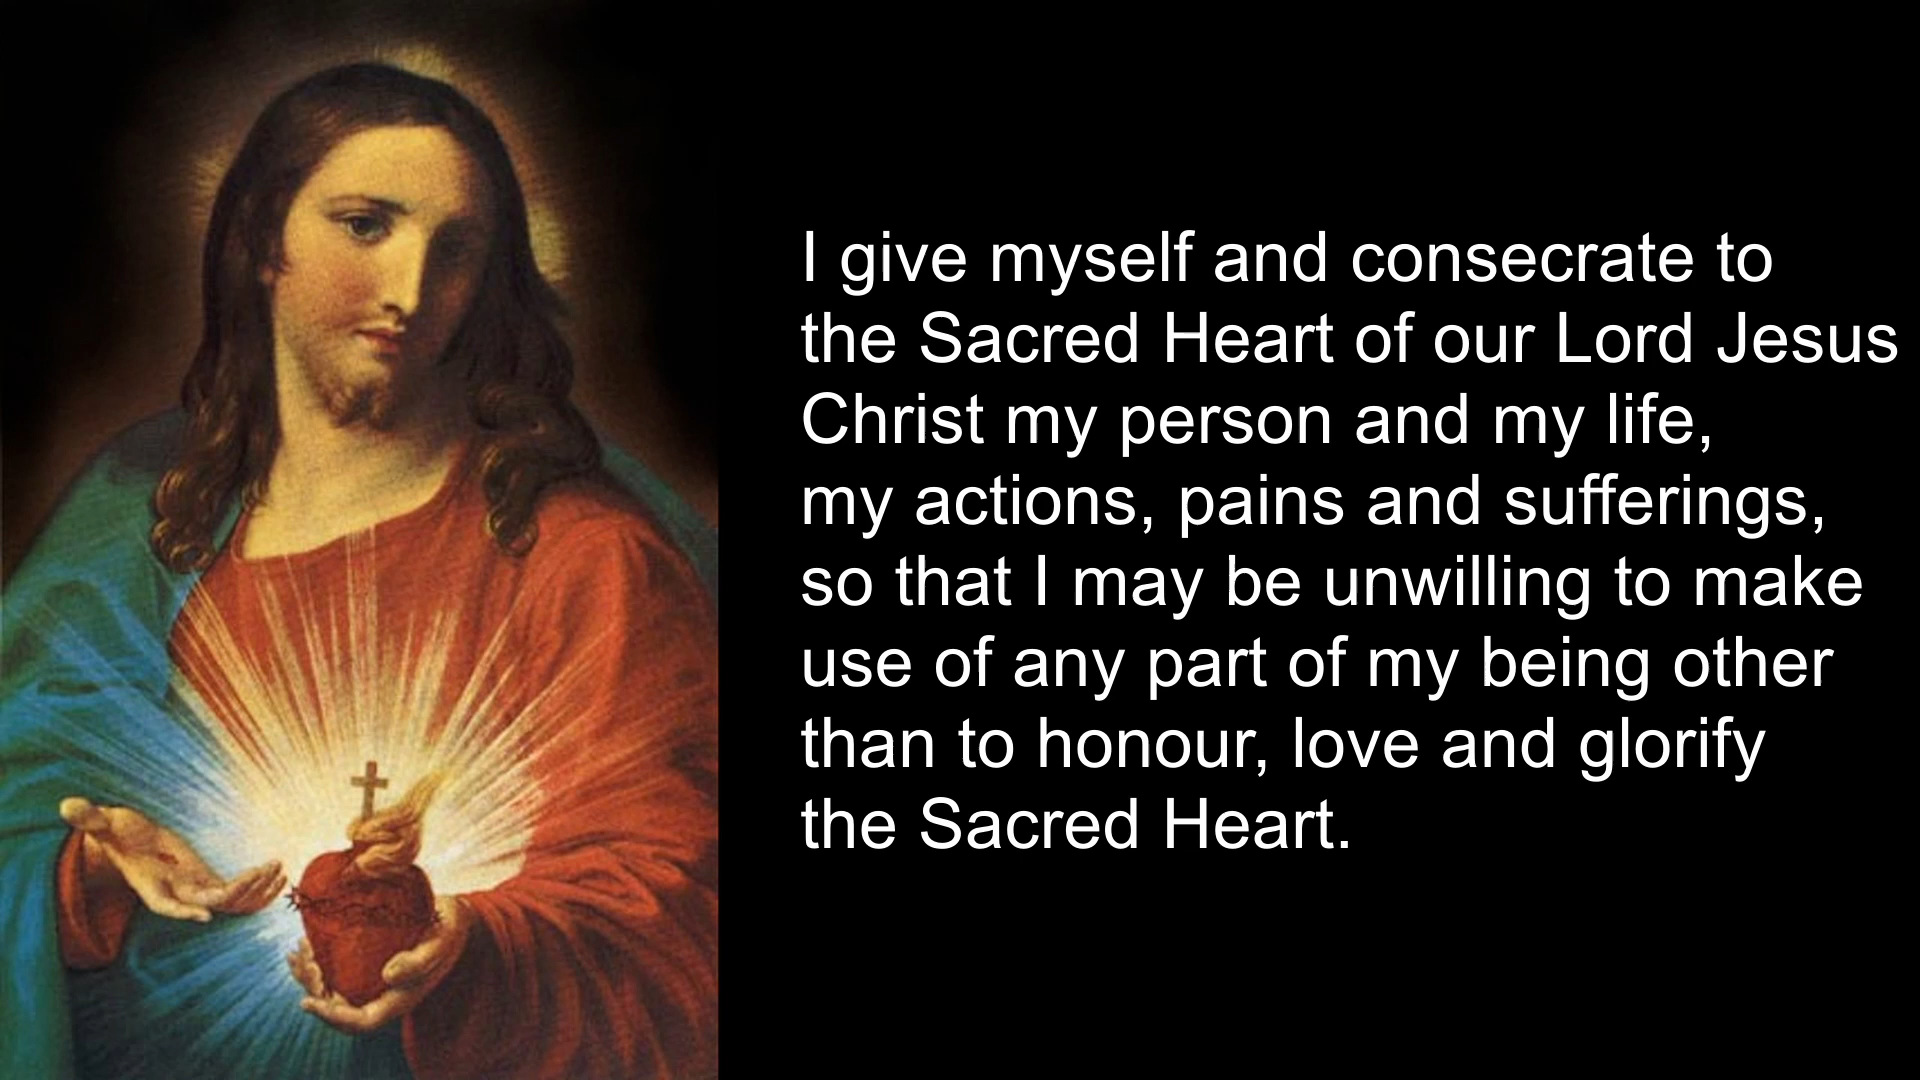 I give myself and consecrate to
the Sacred Heart of our Lord Jesus
Christ my person and my life,
my actions, pains and sufferings,
so that I may be unwilling to make
use of any part of my being other
than to honour, love and glorify
the Sacred Heart.